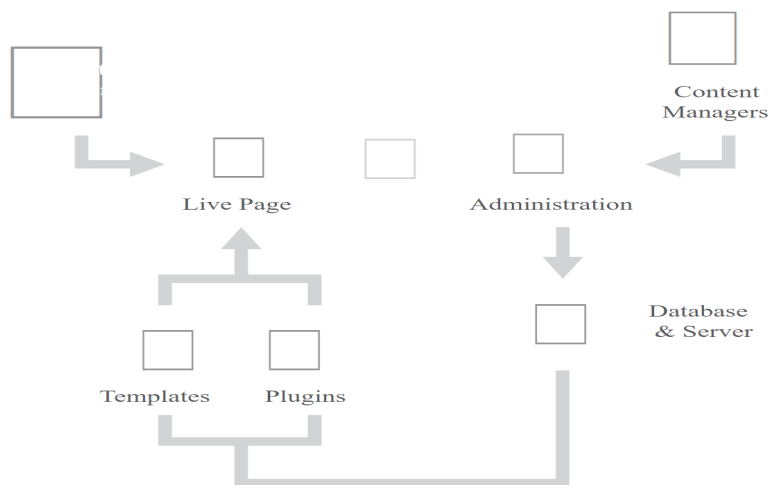 Content
Managers
Live Page
Administration
Database
& Server
Templates
Plugins